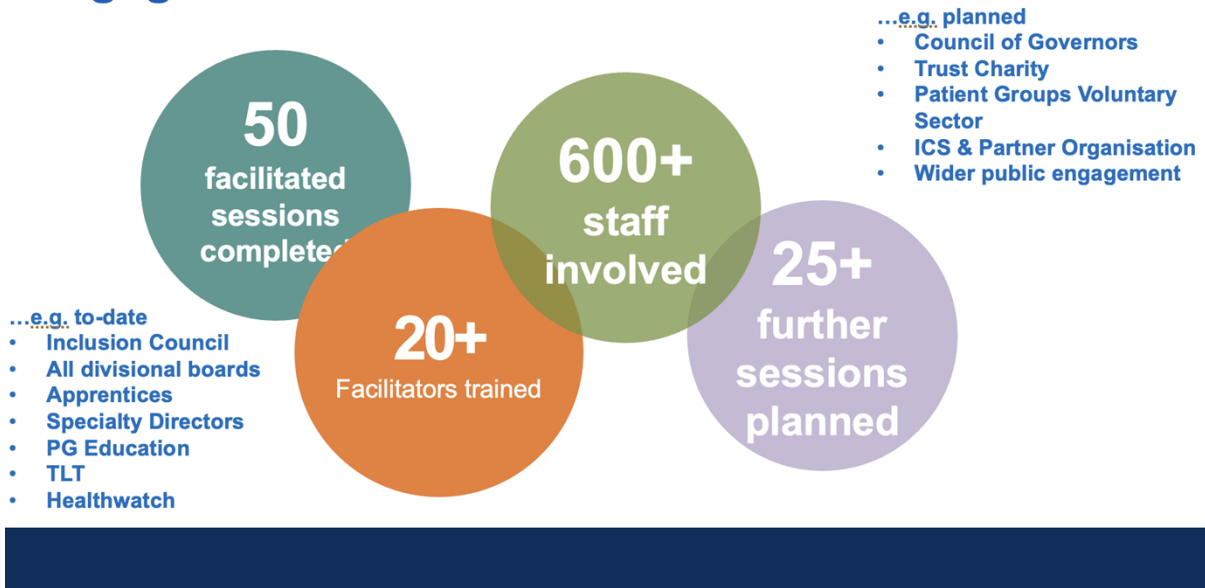 50
facilitated
sessions
complete
600+
staff
involved
20+
Facilitators trained
25+
further
sessions
planned
…e.g. to-date
• Inclusion Council
• All divisional boards
• Apprentices
• Specialty Directors
• PG Education
• TLT
• Healthwatch
…e.g. planned
• Council of Governors
• Trust Charity
• Patient Groups Voluntary
Sector
• ICS & Partner Organisation
• Wider public engagement